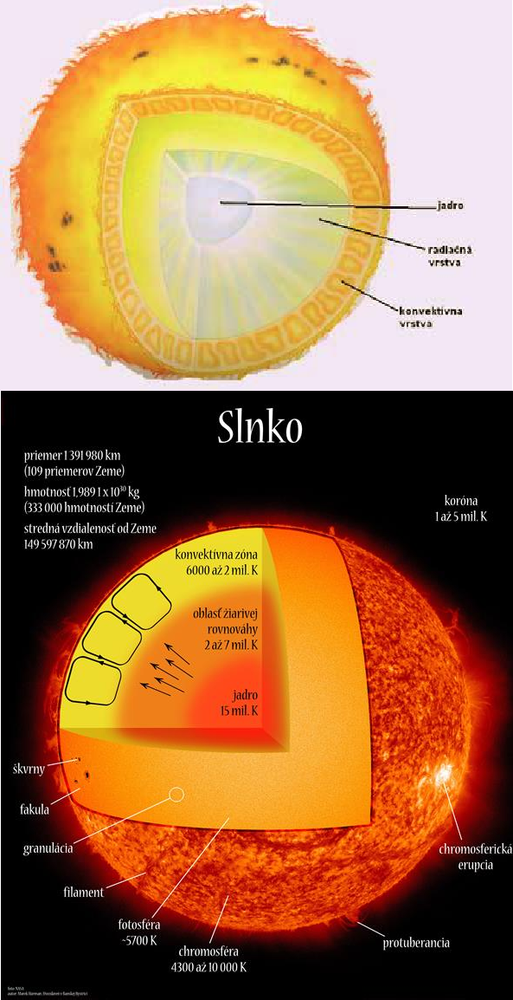 jadro
radiačná
vrstva
konvektívna
vrstva
Slnko
priemer 1 391 980 km
(109 priemerov Zeme)
hmotnosť 1,989 1 x 10³⁰ kg
(333 000 hmotností Zeme)
stredná vzdialenosť od Zeme
149 597 870 km
koróna
1 až 5 mil. K
konvektívna zóna
6000 až 2 mil. K
oblasť žiarivej
rovnováhy
2 až 7 mil. K
jadro
15 mil. K
škvrny
fakula
granulácia
filament
fotosféra
~5700 K
chromosféra
4300 až 10 000 K
chromosferická
erupcia
protuberancia
foto: NASA